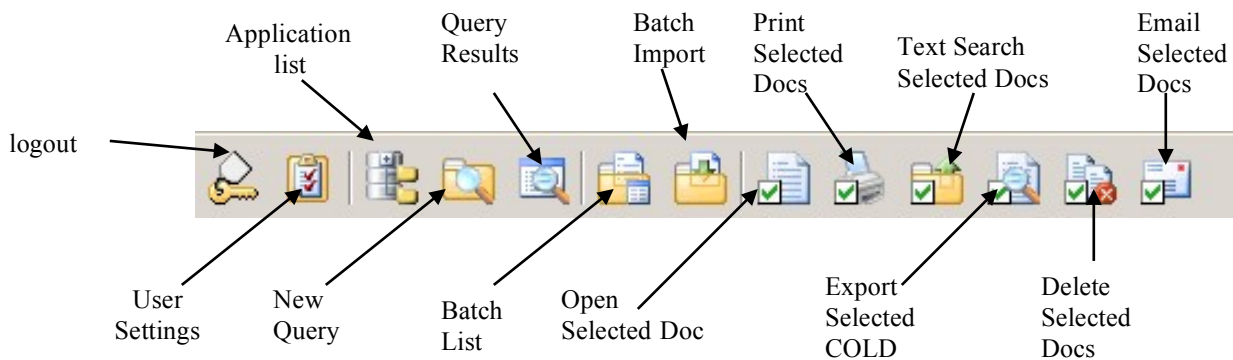 Application
list
Query
Results
Batch
Import
Print
Selected
Docs
Text Search
Selected Docs
Email
Selected
Docs
logout
User
Settings
New
Query
Batch
List
Open
Selected Doc
Export
Selected
COLD
Delete
Selected
Docs